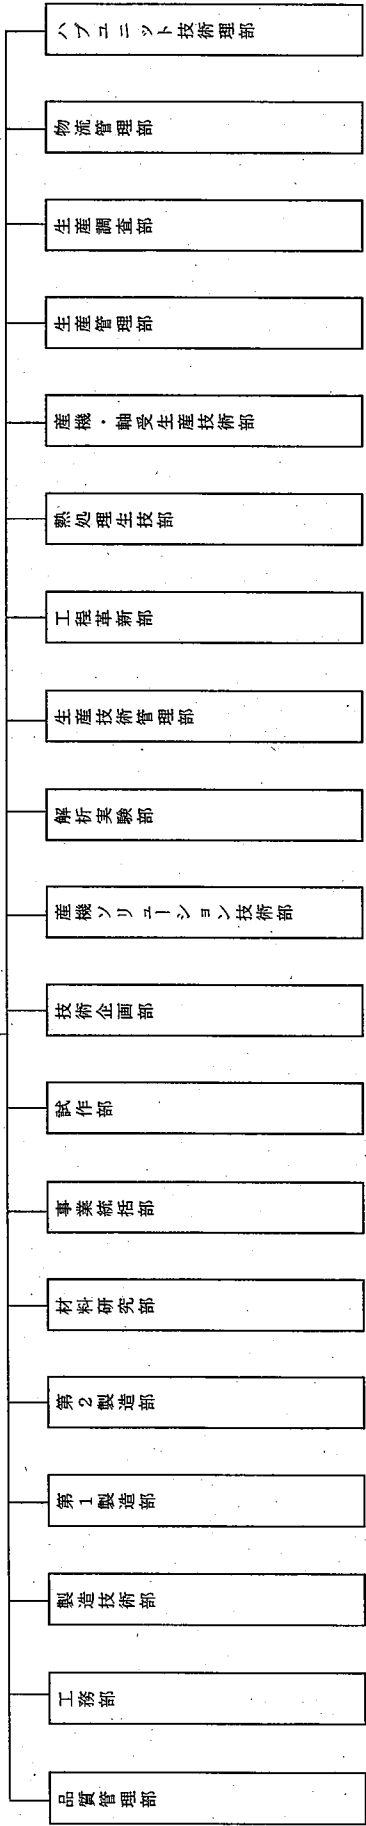 ハブユニット技術理部
物流管理部
生産調査部
生産管理部
産機・軸受生産技術部
熱処理生技部
工程革新部
生産技術管理部
解析実験部
産機ソリューション技術部
技術企画部
試作部
事業統括部
材料研究部
第2製造部
第1製造部
製造技術部
工務部
品質管理部